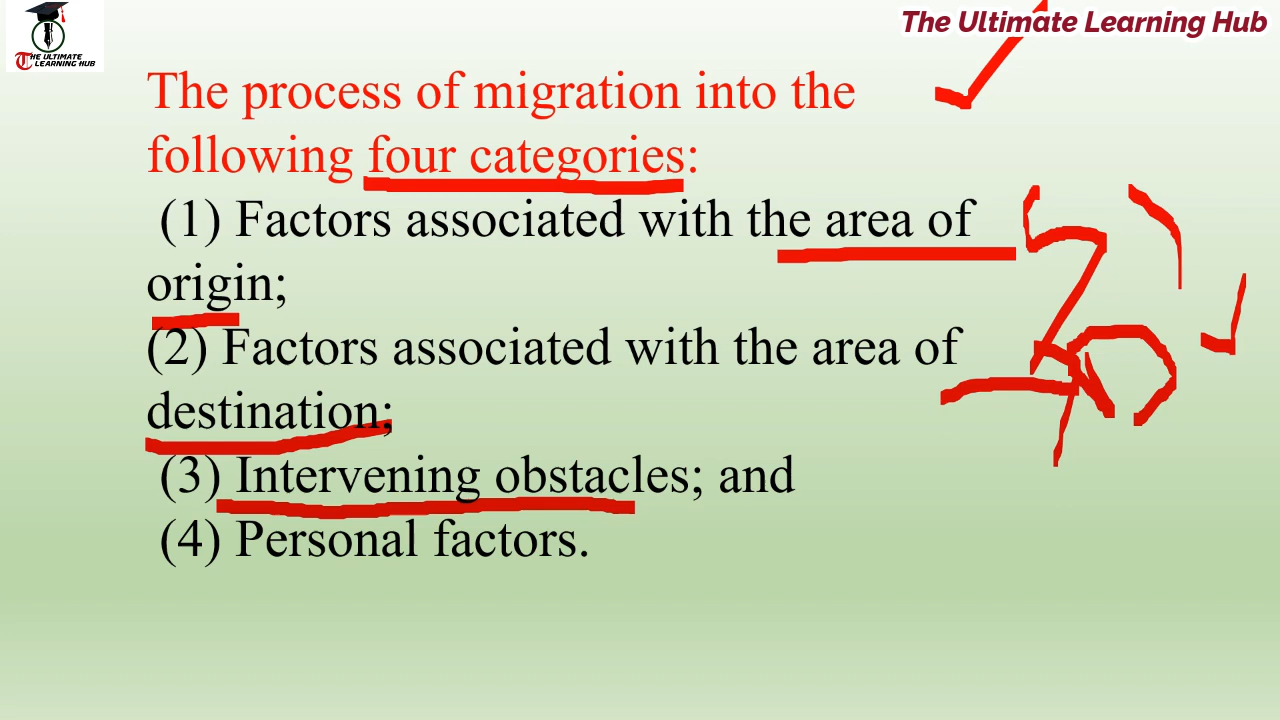 THE ULTIMATE
LEARNING HUB
The Ultimate Learning Hub
The process of migration into the
following four categories:
(1) Factors associated with the area of
origin;
(2) Factors associated with the area of
destination;
(3) Intervening obstacles; and
(4) Personal factors.